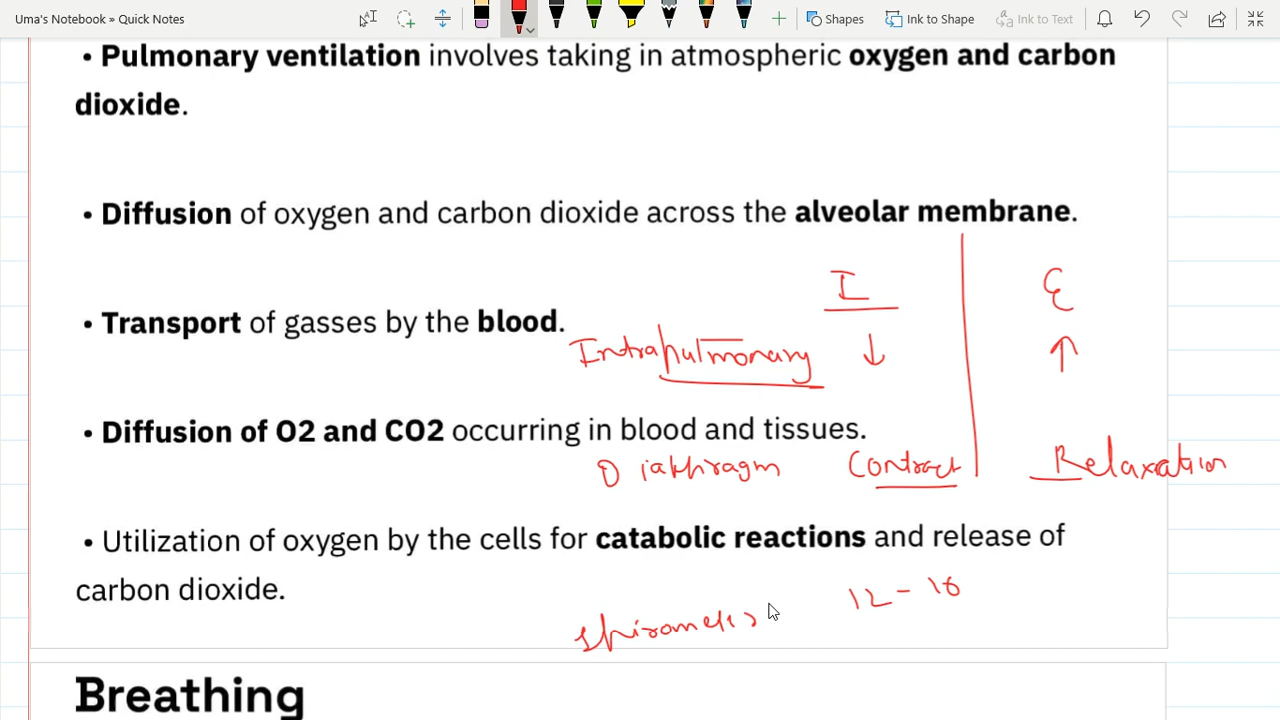 Uma's Notebook » Quick Notes
Shapes
Ink to Shape
Ink to Text
• Pulmonary ventilation involves taking in atmospheric oxygen and carbon
dioxide.
• Diffusion of oxygen and carbon dioxide across the alveolar membrane.
I E
• Transport of gasses by the blood.
Intrapulmonary ↓ ↑
• Diffusion of O2 and CO2 occurring in blood and tissues.
Diaphragm Contract Relaxation
• Utilization of oxygen by the cells for catabolic reactions and release of
carbon dioxide.
12 - 16
Breathing